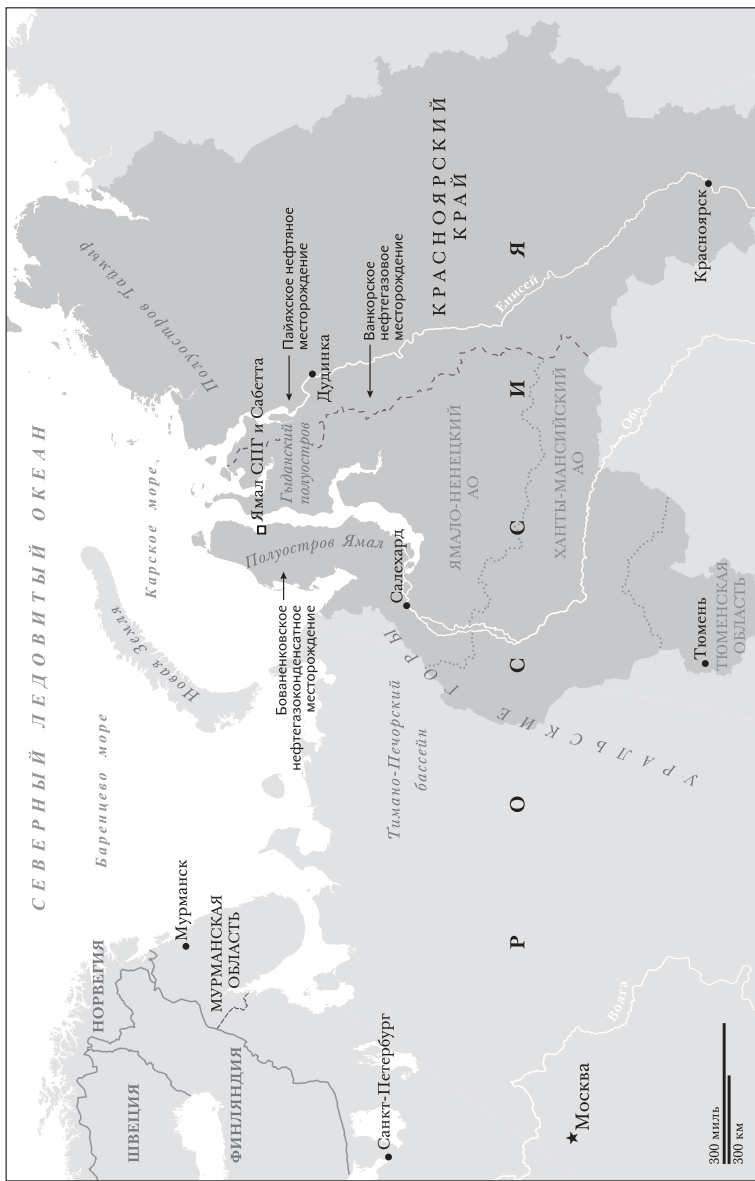 СЕВЕРНЫЙ ЛЕДОВИТЫЙ ОКЕАН
Баренцево море
Карское море
Новая Земля
Полуостров Таймыр
НОРВЕГИЯ
ШВЕЦИЯ
ФИНЛЯНДИЯ
Мурманск
МУРМАНСКАЯ
ОБЛАСТЬ
Санкт-Петербург
Москва
Волга
Бованенковское
нефтегазоконденсатное
месторождение
Полуостров Ямал
Ямал СПГ и Сабетта
Гыданский
полуостров
Пайяхское нефтяное
месторождение
Дудинка
Ванкорское
нефтегазовое
месторождение
КРАСНОЯРСКИЙ
КРАЙ
Енисей
Красноярск
Салехард
Тимано-Печорский
бассейн
УРАЛЬСКИЕ ГОРЫ
ЯМАЛО-НЕНЕЦКИЙ
АО
ХАНТЫ-МАНСИЙСКИЙ
АО
Обь
РОССИЯ
Тюмень
ТЮМЕНСКАЯ
ОБЛАСТЬ
300 миль
300 км